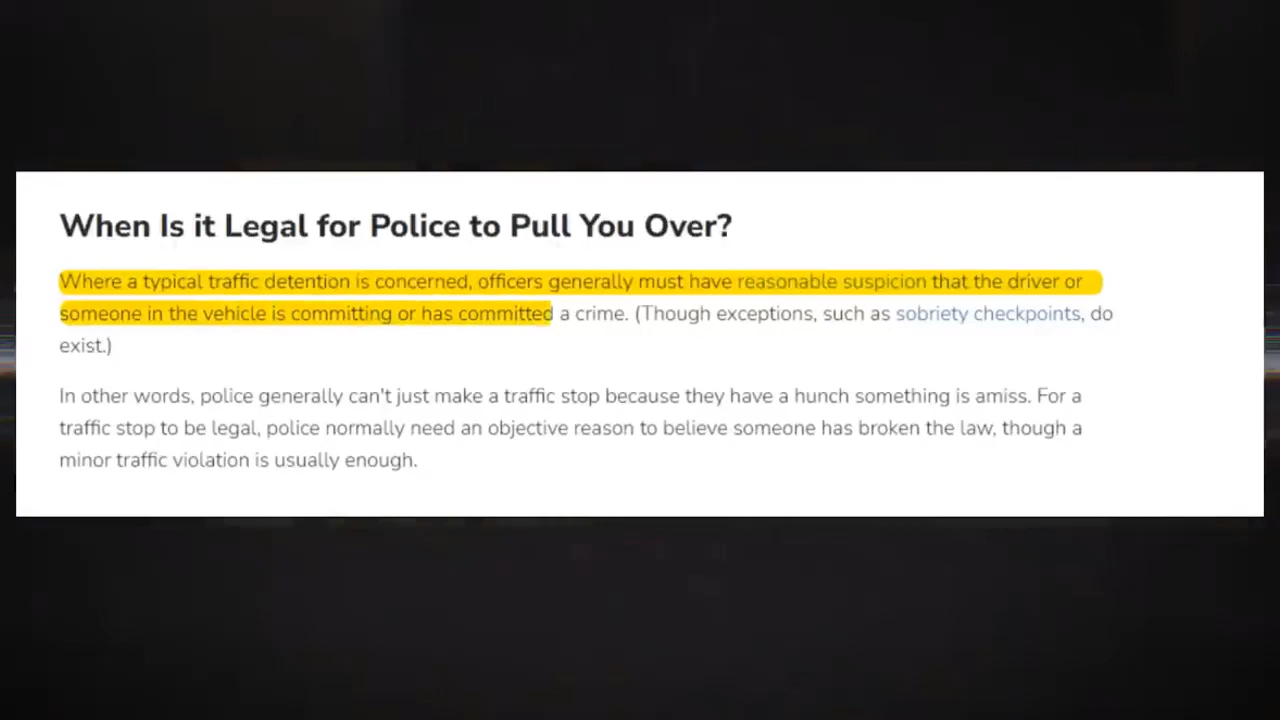 When Is it Legal for Police to Pull You Over?
Where a typical traffic detention is concerned, officers generally must have reasonable suspicion that the driver or
someone in the vehicle is committing or has committed a crime. (Though exceptions, such as sobriety checkpoints, do
exist.)
In other words, police generally can't just make a traffic stop because they have a hunch something is amiss. For a
traffic stop to be legal, police normally need an objective reason to believe someone has broken the law, though a
minor traffic violation is usually enough.